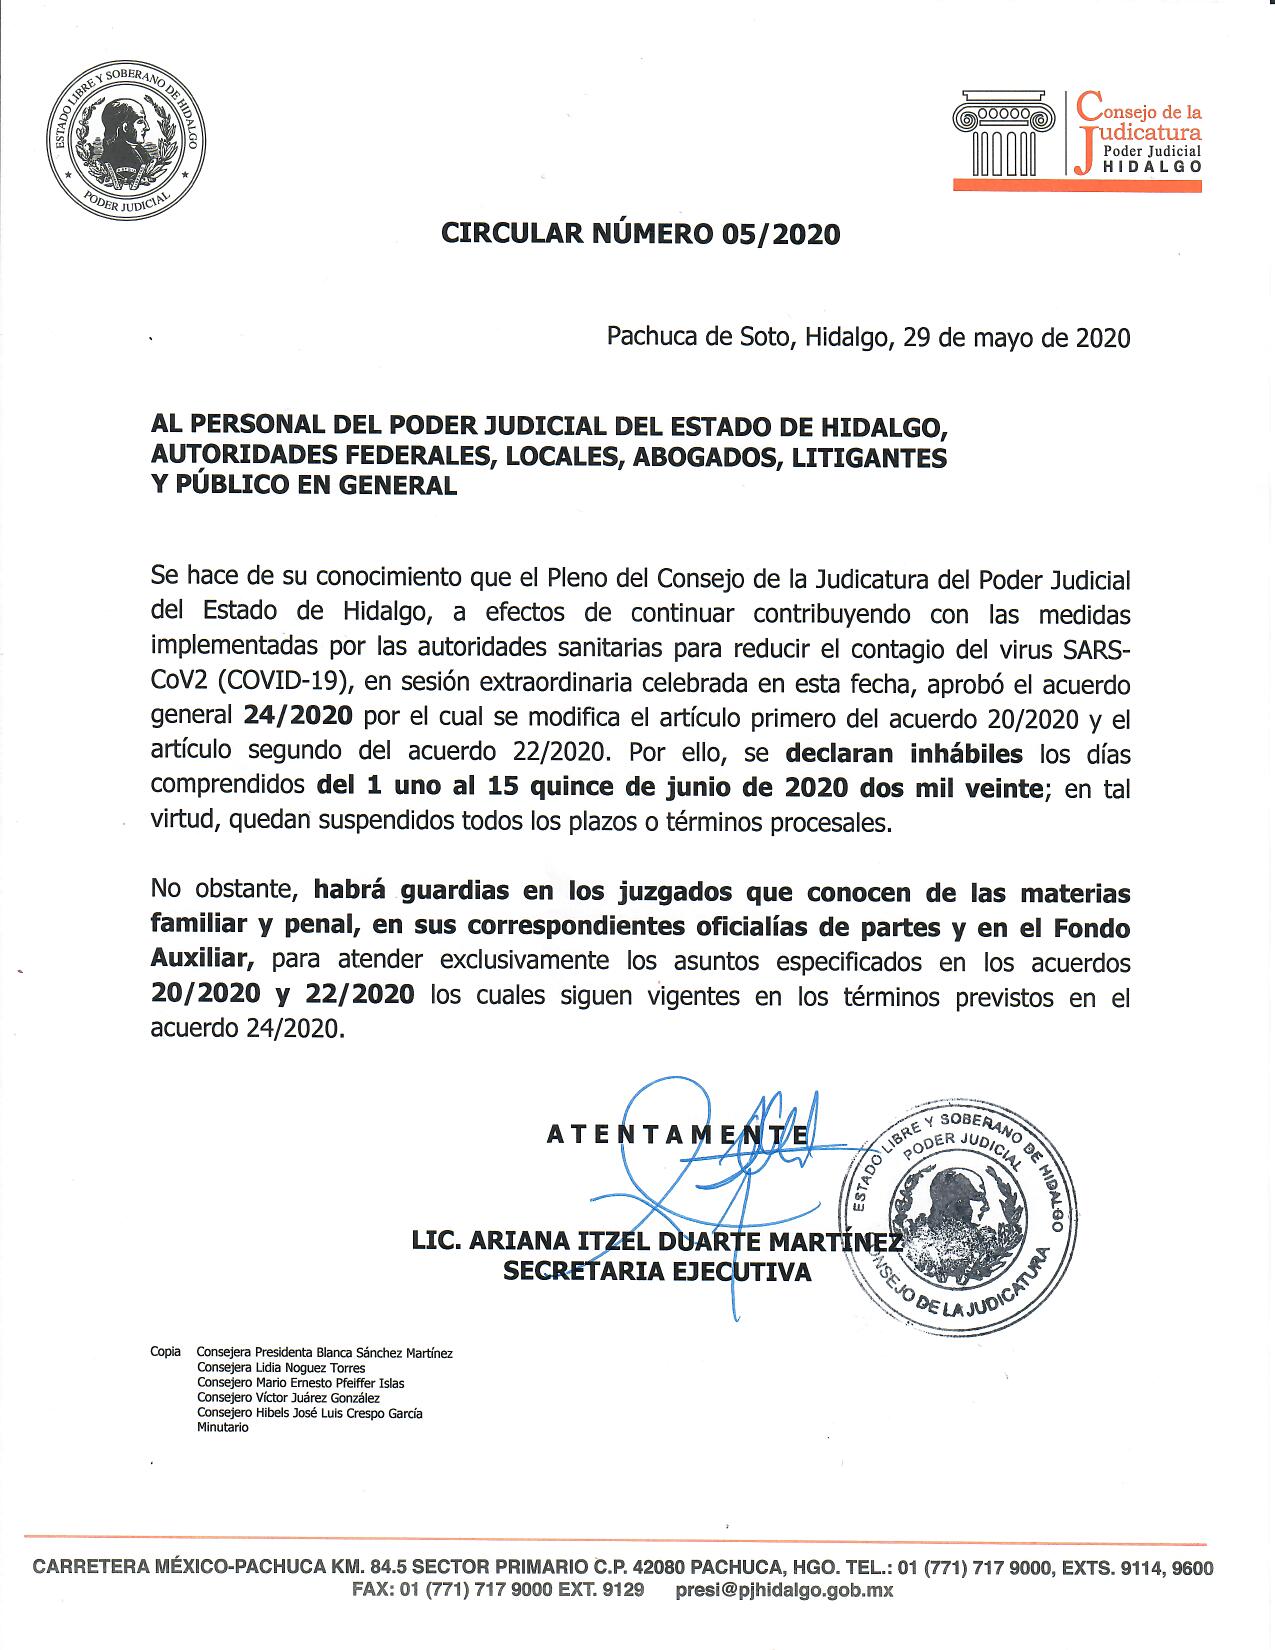 ESTADO LIBRE Y SOBERANO DE HIDALGO
PODER JUDICIAL
Consejo de la
Judicatura
Poder Judicial
HIDALGO
CIRCULAR NÚMERO 05/2020
Pachuca de Soto, Hidalgo, 29 de mayo de 2020
AL PERSONAL DEL PODER JUDICIAL DEL ESTADO DE HIDALGO,
AUTORIDADES FEDERALES, LOCALES, ABOGADOS, LITIGANTES
Y PÚBLICO EN GENERAL
Se hace de su conocimiento que el Pleno del Consejo de la Judicatura del Poder Judicial
del Estado de Hidalgo, a efectos de continuar contribuyendo con las medidas
implementadas por las autoridades sanitarias para reducir el contagio del virus SARS-
CoV2 (COVID-19), en sesión extraordinaria celebrada en esta fecha, aprobó el acuerdo
general 24/2020 por el cual se modifica el artículo primero del acuerdo 20/2020 y el
artículo segundo del acuerdo 22/2020. Por ello, se declaran inhábiles los días
comprendidos del 1 uno al 15 quince de junio de 2020 dos mil veinte; en tal
virtud, quedan suspendidos todos los plazos o términos procesales.
No obstante, habrá guardias en los juzgados que conocen de las materias
familiar y penal, en sus correspondientes oficialías de partes y en el Fondo
Auxiliar, para atender exclusivamente los asuntos especificados en los acuerdos
20/2020 y 22/2020 los cuales siguen vigentes en los términos previstos en el
acuerdo 24/2020.
A T E N T A M E N T E
LIC. ARIANA ITZEL DUARTE MARTÍNEZ
SECRETARIA EJECUTIVA
ESTADO LIBRE Y SOBERANO DE HIDALGO
PODER JUDICIAL
CONSEJO DE LA JUDICATURA
Copia Consejera Presidenta Blanca Sánchez Martínez
Consejera Lidia Noguez Torres
Consejero Mario Ernesto Pfeiffer Islas
Consejero Víctor Juárez González
Consejero Hibels José Luis Crespo García
Minutario
CARRETERA MÉXICO-PACHUCA KM. 84.5 SECTOR PRIMARIO C.P. 42080 PACHUCA, HGO. TEL.: 01 (771) 717 9000, EXTS. 9114, 9600
FAX: 01 (771) 717 9000 EXT. 9129 presi@pjhidalgo.gob.mx